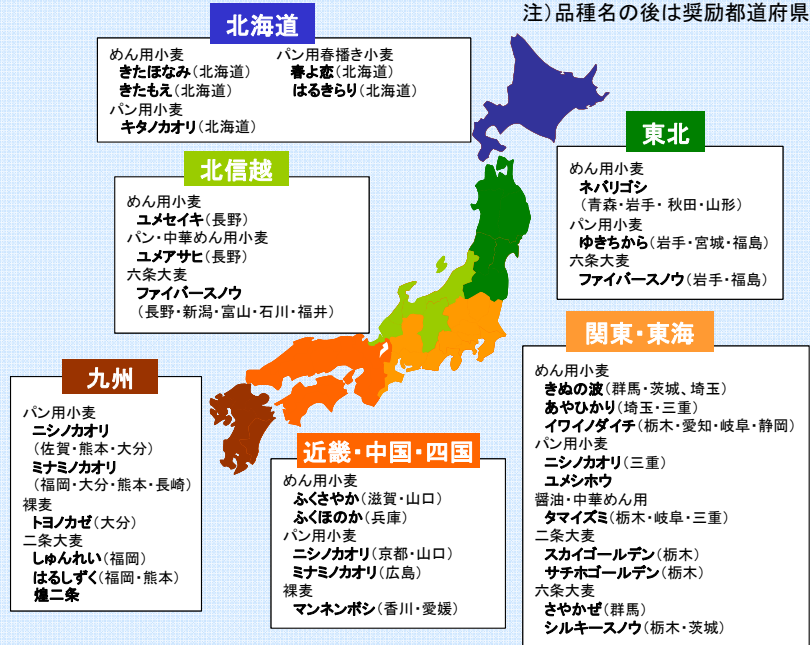 注）品種名の後は奨励都道府県
北海道
めん用小麦
きたほなみ（北海道）
きたもえ（北海道）
パン用小麦
キタノカオリ（北海道）
パン用春播き小麦
春よ恋（北海道）
はるきらり（北海道）
東北
めん用小麦
ネバリゴシ
（青森・岩手・ 秋田・山形）
パン用小麦
ゆきちから（岩手・宮城・福島）
六条大麦
ファイバースノウ（岩手・福島）
北信越
めん用小麦
ユメセイキ（長野）
パン・中華めん用小麦
ユメアサヒ（長野）
六条大麦
ファイバースノウ
（長野・新潟・富山・石川・福井）
関東・東海
めん用小麦
きぬの波（群馬・茨城、埼玉）
あやひかり（埼玉・三重）
イワイノダイチ（栃木・愛知・岐阜・静岡）
パン用小麦
ニシノカオリ（三重）
ユメシホウ
醤油・中華めん用
タマイズミ（栃木・岐阜・三重）
二条大麦
スカイゴールデン（栃木）
サチホゴールデン（栃木）
六条大麦
さやかぜ（群馬）
シルキースノウ（栃木・茨城）
九州
パン用小麦
ニシノカオリ
（佐賀・熊本・大分）
ミナミノカオリ
（福岡・大分・熊本・長崎）
裸麦
トヨノカゼ（大分）
二条大麦
しゅんれい（福岡）
はるしずく（福岡・熊本）
煌二条
近畿・中国・四国
めん用小麦
ふくさやか（滋賀・山口）
ふくほのか（兵庫）
パン用小麦
ニシノカオリ（京都・山口）
ミナミノカオリ（広島）
裸麦
マンネンボシ（香川・愛媛）